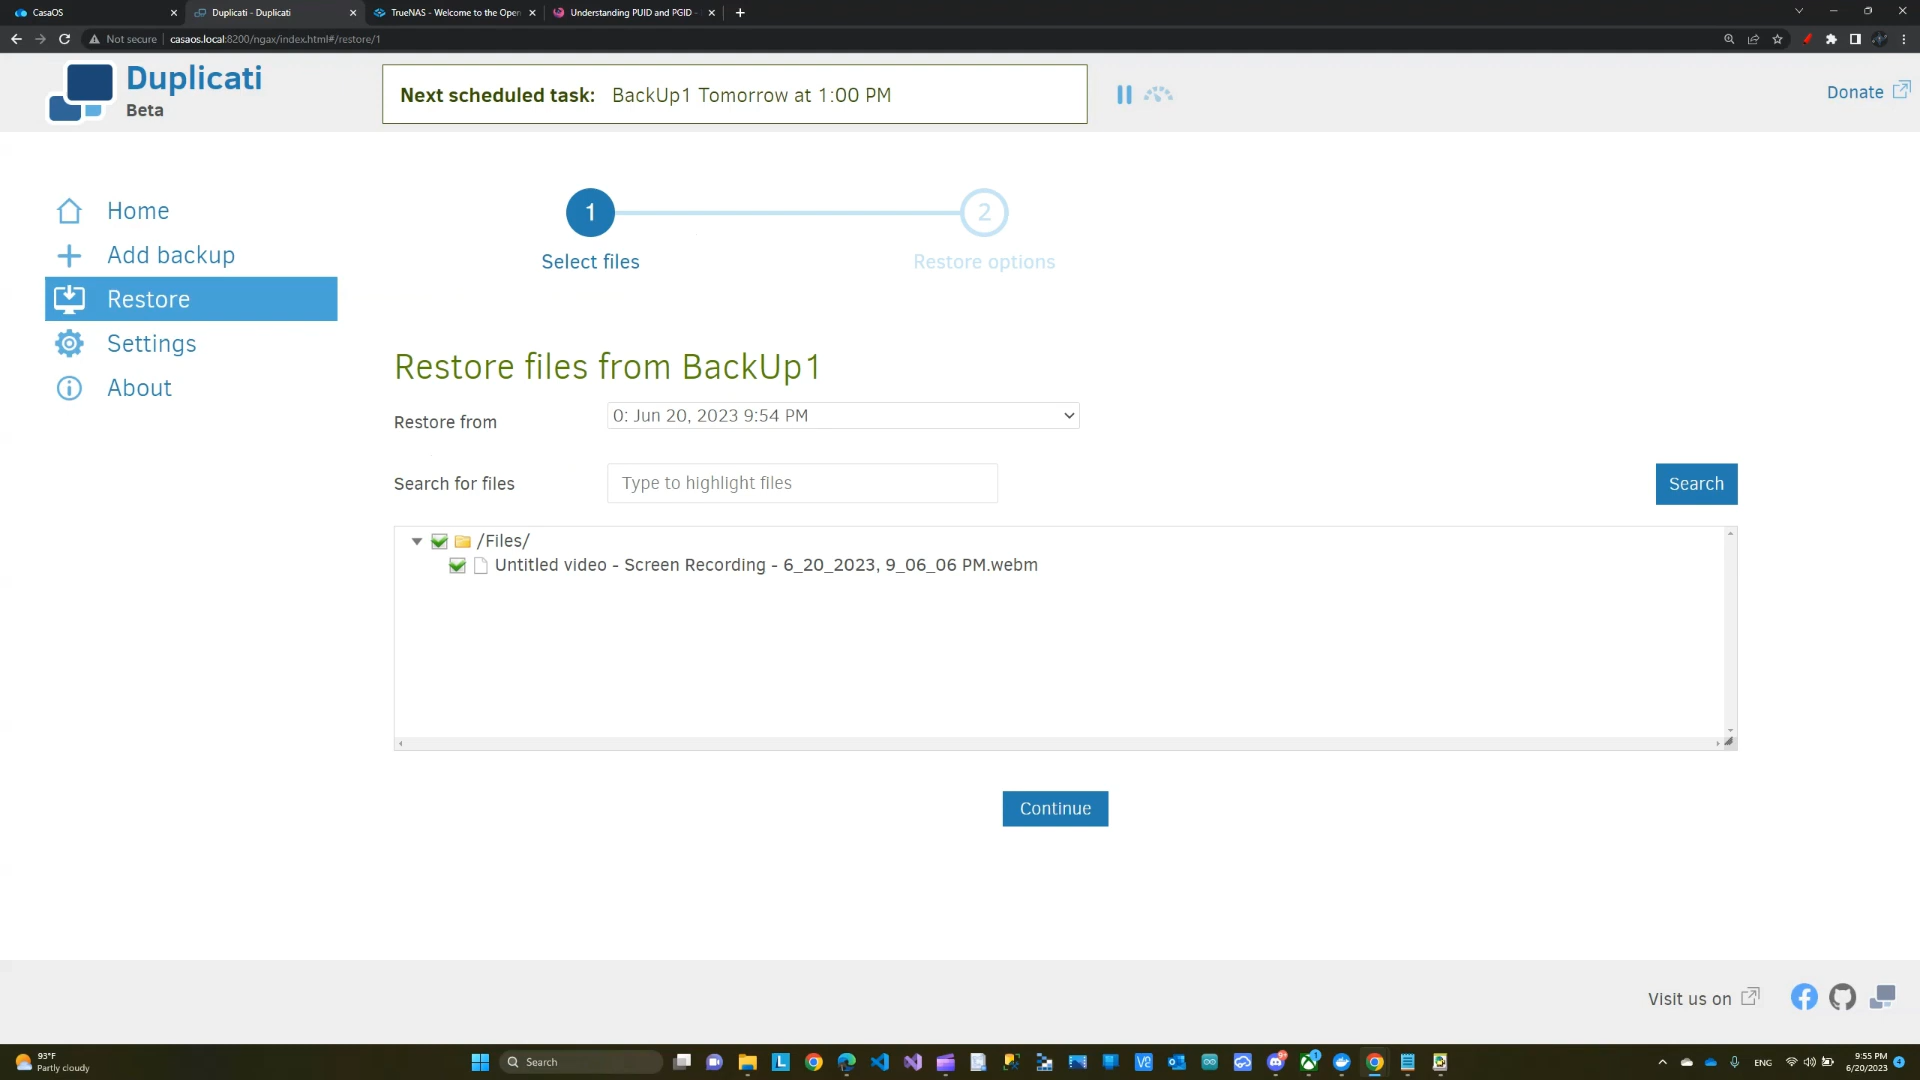 CasaOS
Duplicati - Duplicati
TrueNAS - Welcome to the Open
Understanding PUID and PGID -
Not secure
casaos.local:8200/ngax/index.html#/restore/1
Duplicati
Beta
Next scheduled task: BackUp1 Tomorrow at 1:00 PM
Donate
Home
Add backup
Restore
Settings
About
1
2
Select files
Restore options
Restore files from BackUp1
Restore from
0: Jun 20, 2023 9:54 PM
Search for files
Type to highlight files
Search
/Files/
Untitled video - Screen Recording - 6_20_2023, 9_06_06 PM.webm
Continue
Visit us on
93°F
Partly cloudy
Search
ENG
9:55 PM
6/20/2023
4